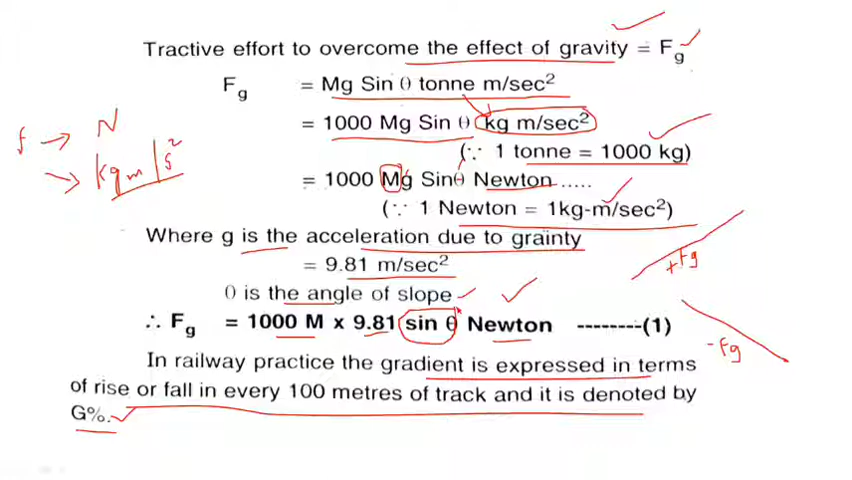 Tractive effort to overcome the effect of gravity = Fg
Fg = Mg Sin θ tonne m/sec²
= 1000 Mg Sin θ kg m/sec²
(∵ 1 tonne = 1000 kg)
= 1000 Mg Sinθ Newton .....
(∵ 1 Newton = 1kg-m/sec²)
Where g is the acceleration due to grainty
= 9.81 m/sec²
θ is the angle of slope
∴ Fg = 1000 M x 9.81 sin θ Newton --------(1)
In railway practice the gradient is expressed in terms
of rise or fall in every 100 metres of track and it is denoted by
G%.
f → N
→ kgm/s²
+Fg
-Fg